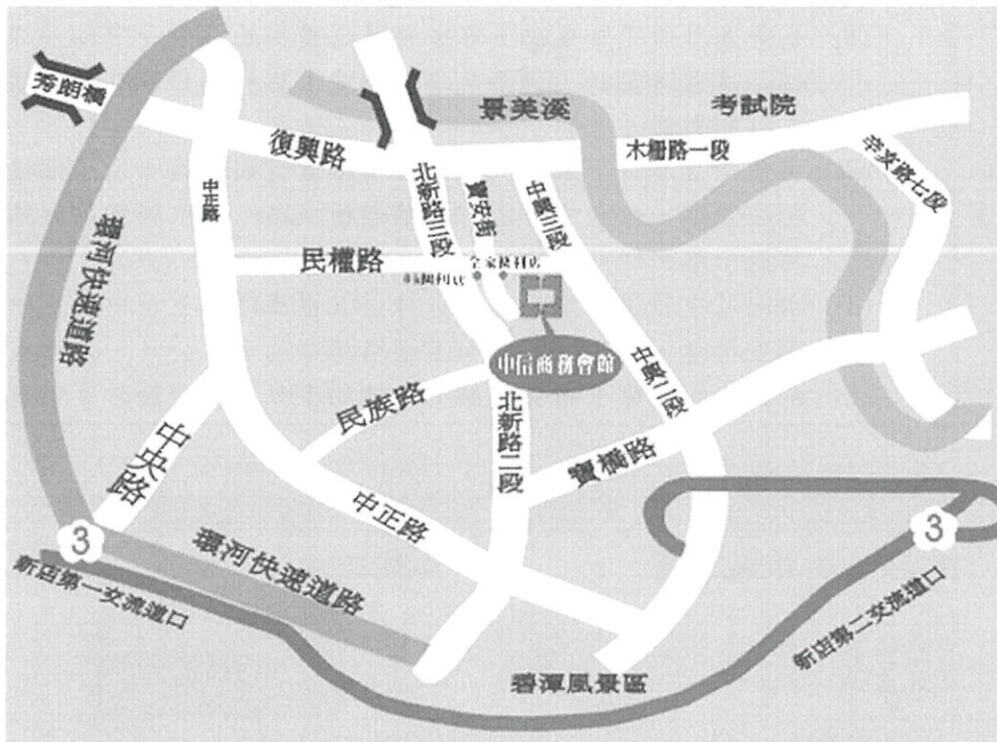 秀朗橋
景美溪
考試院
復興路
木柵路一段
辛亥路七段
中正路
北新路三段
寶安街
中興三段
環河快速道路
民權路
全家便利店
便利店
中信商務會館
中興二段
民族路
北新路二段
寶橋路
中央路
中正路
3
3
環河快速道路
新店第一交流道口
新店第二交流道口
碧潭風景區